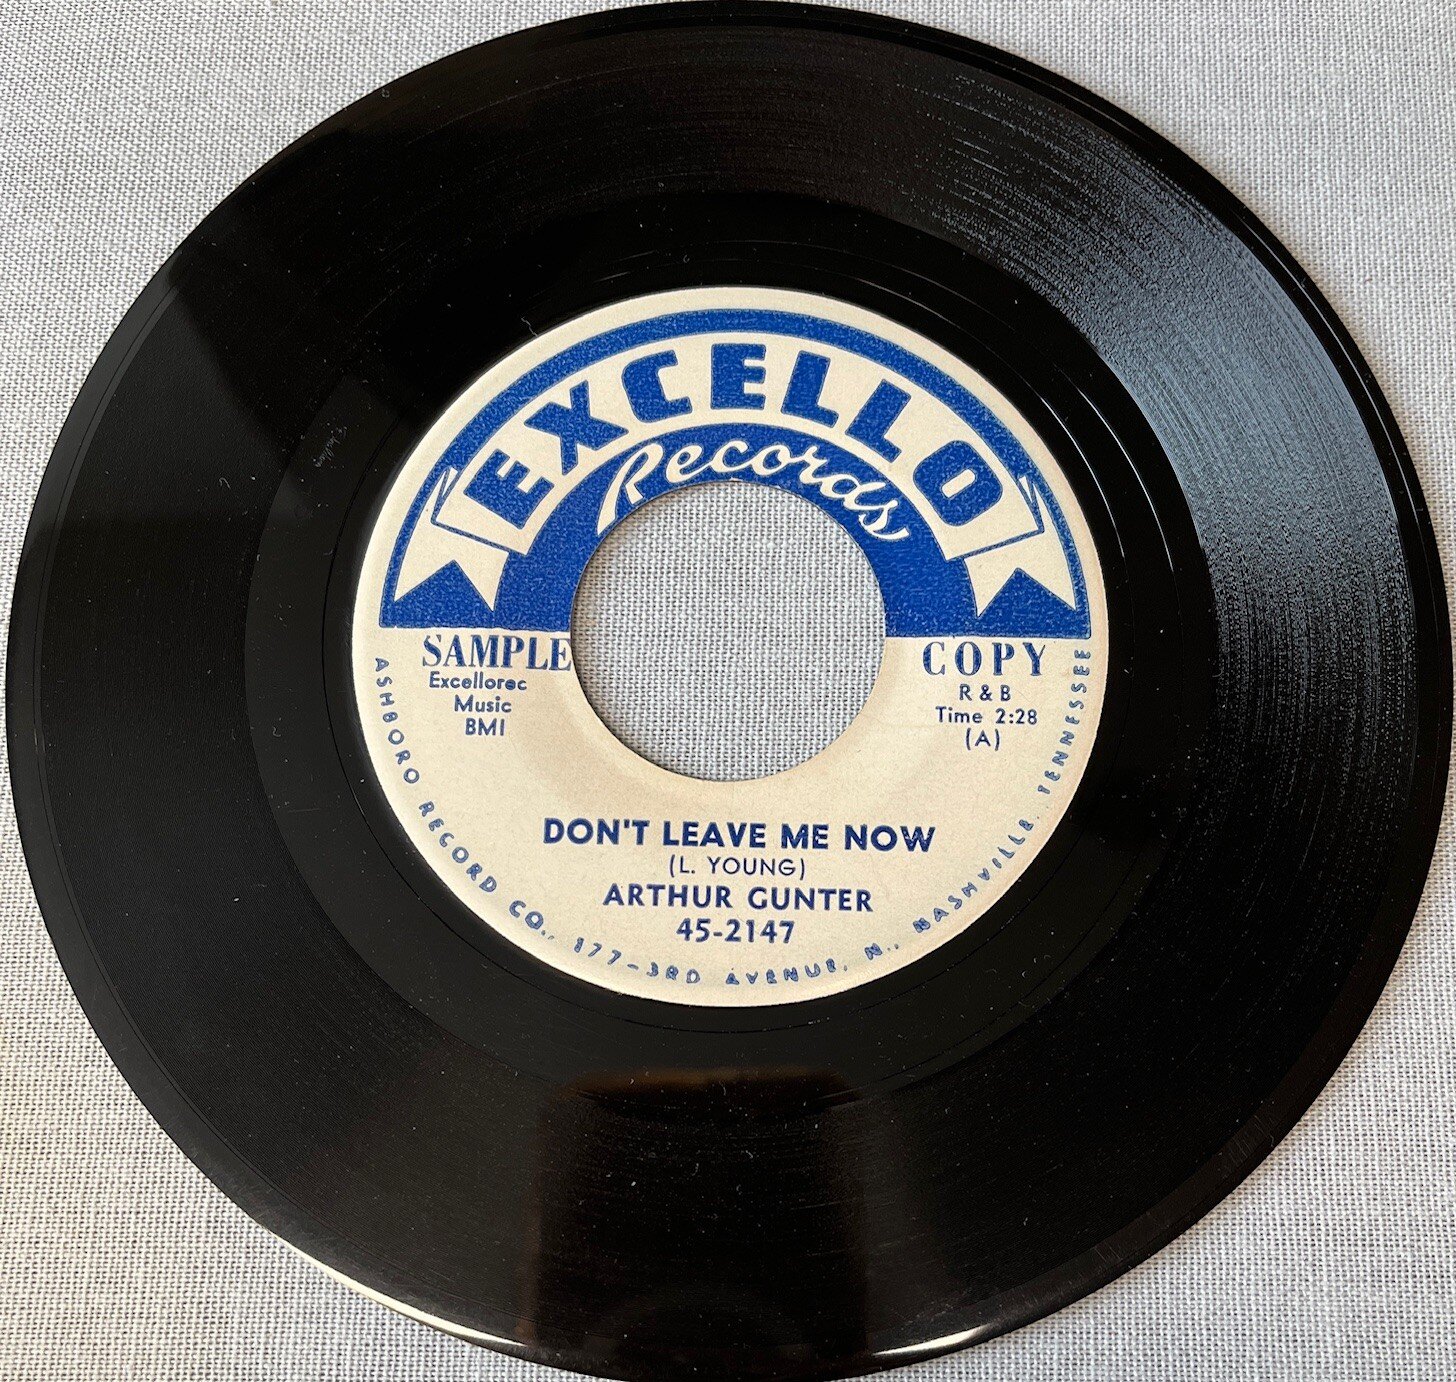 EXCELLO
Records
SAMPLE COPY
Excellorec
Music
BMI
R & B
Time 2:28
(A)
DON'T LEAVE ME NOW
(L. YOUNG)
ARTHUR GUNTER
45-2147
ASHBORO RECORD CO., 177-3RD AVENUE, N., NASHVILLE, TENNESSEE